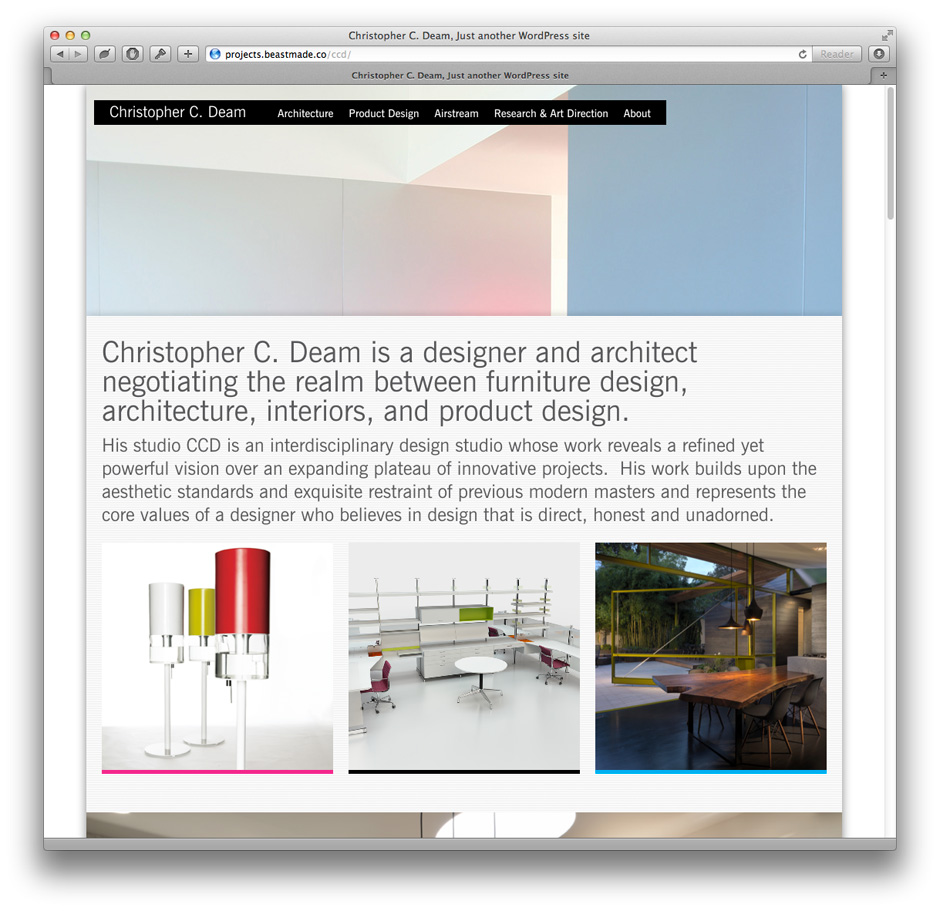 Christopher C. Deam, Just another WordPress site
projects.beastmade.co/ccd/
Reader
Christopher C. Deam, Just another WordPress site
Christopher C. Deam Architecture Product Design Airstream Research & Art Direction About
Christopher C. Deam is a designer and architect
negotiating the realm between furniture design,
architecture, interiors, and product design.
His studio CCD is an interdisciplinary design studio whose work reveals a refined yet
powerful vision over an expanding plateau of innovative projects.  His work builds upon the
aesthetic standards and exquisite restraint of previous modern masters and represents the
core values of a designer who believes in design that is direct, honest and unadorned.